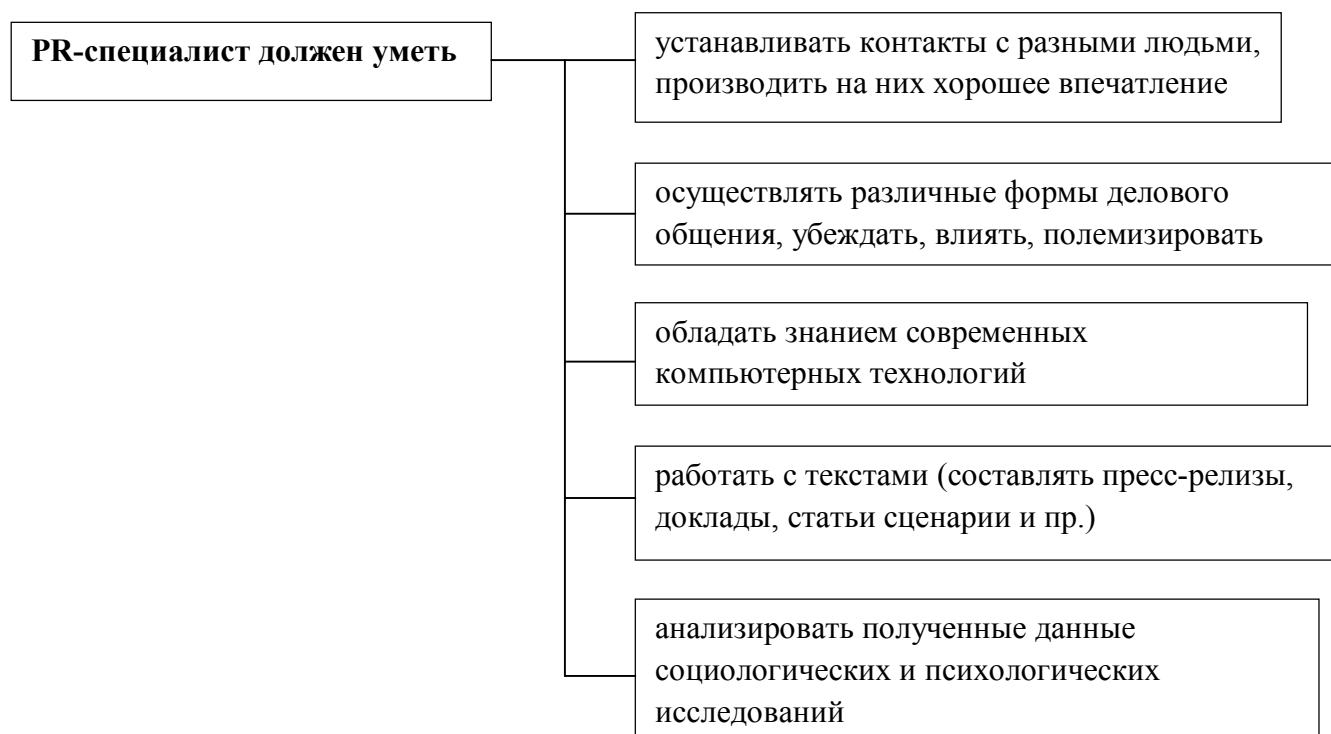 PR-специалист должен уметь
устанавливать контакты с разными людьми,
производить на них хорошее впечатление
осуществлять различные формы делового
общения, убеждать, влиять, полемизировать
обладать знанием современных
компьютерных технологий
работать с текстами (составлять пресс-релизы,
доклады, статьи сценарии и пр.)
анализировать полученные данные
социологических и психологических
исследований